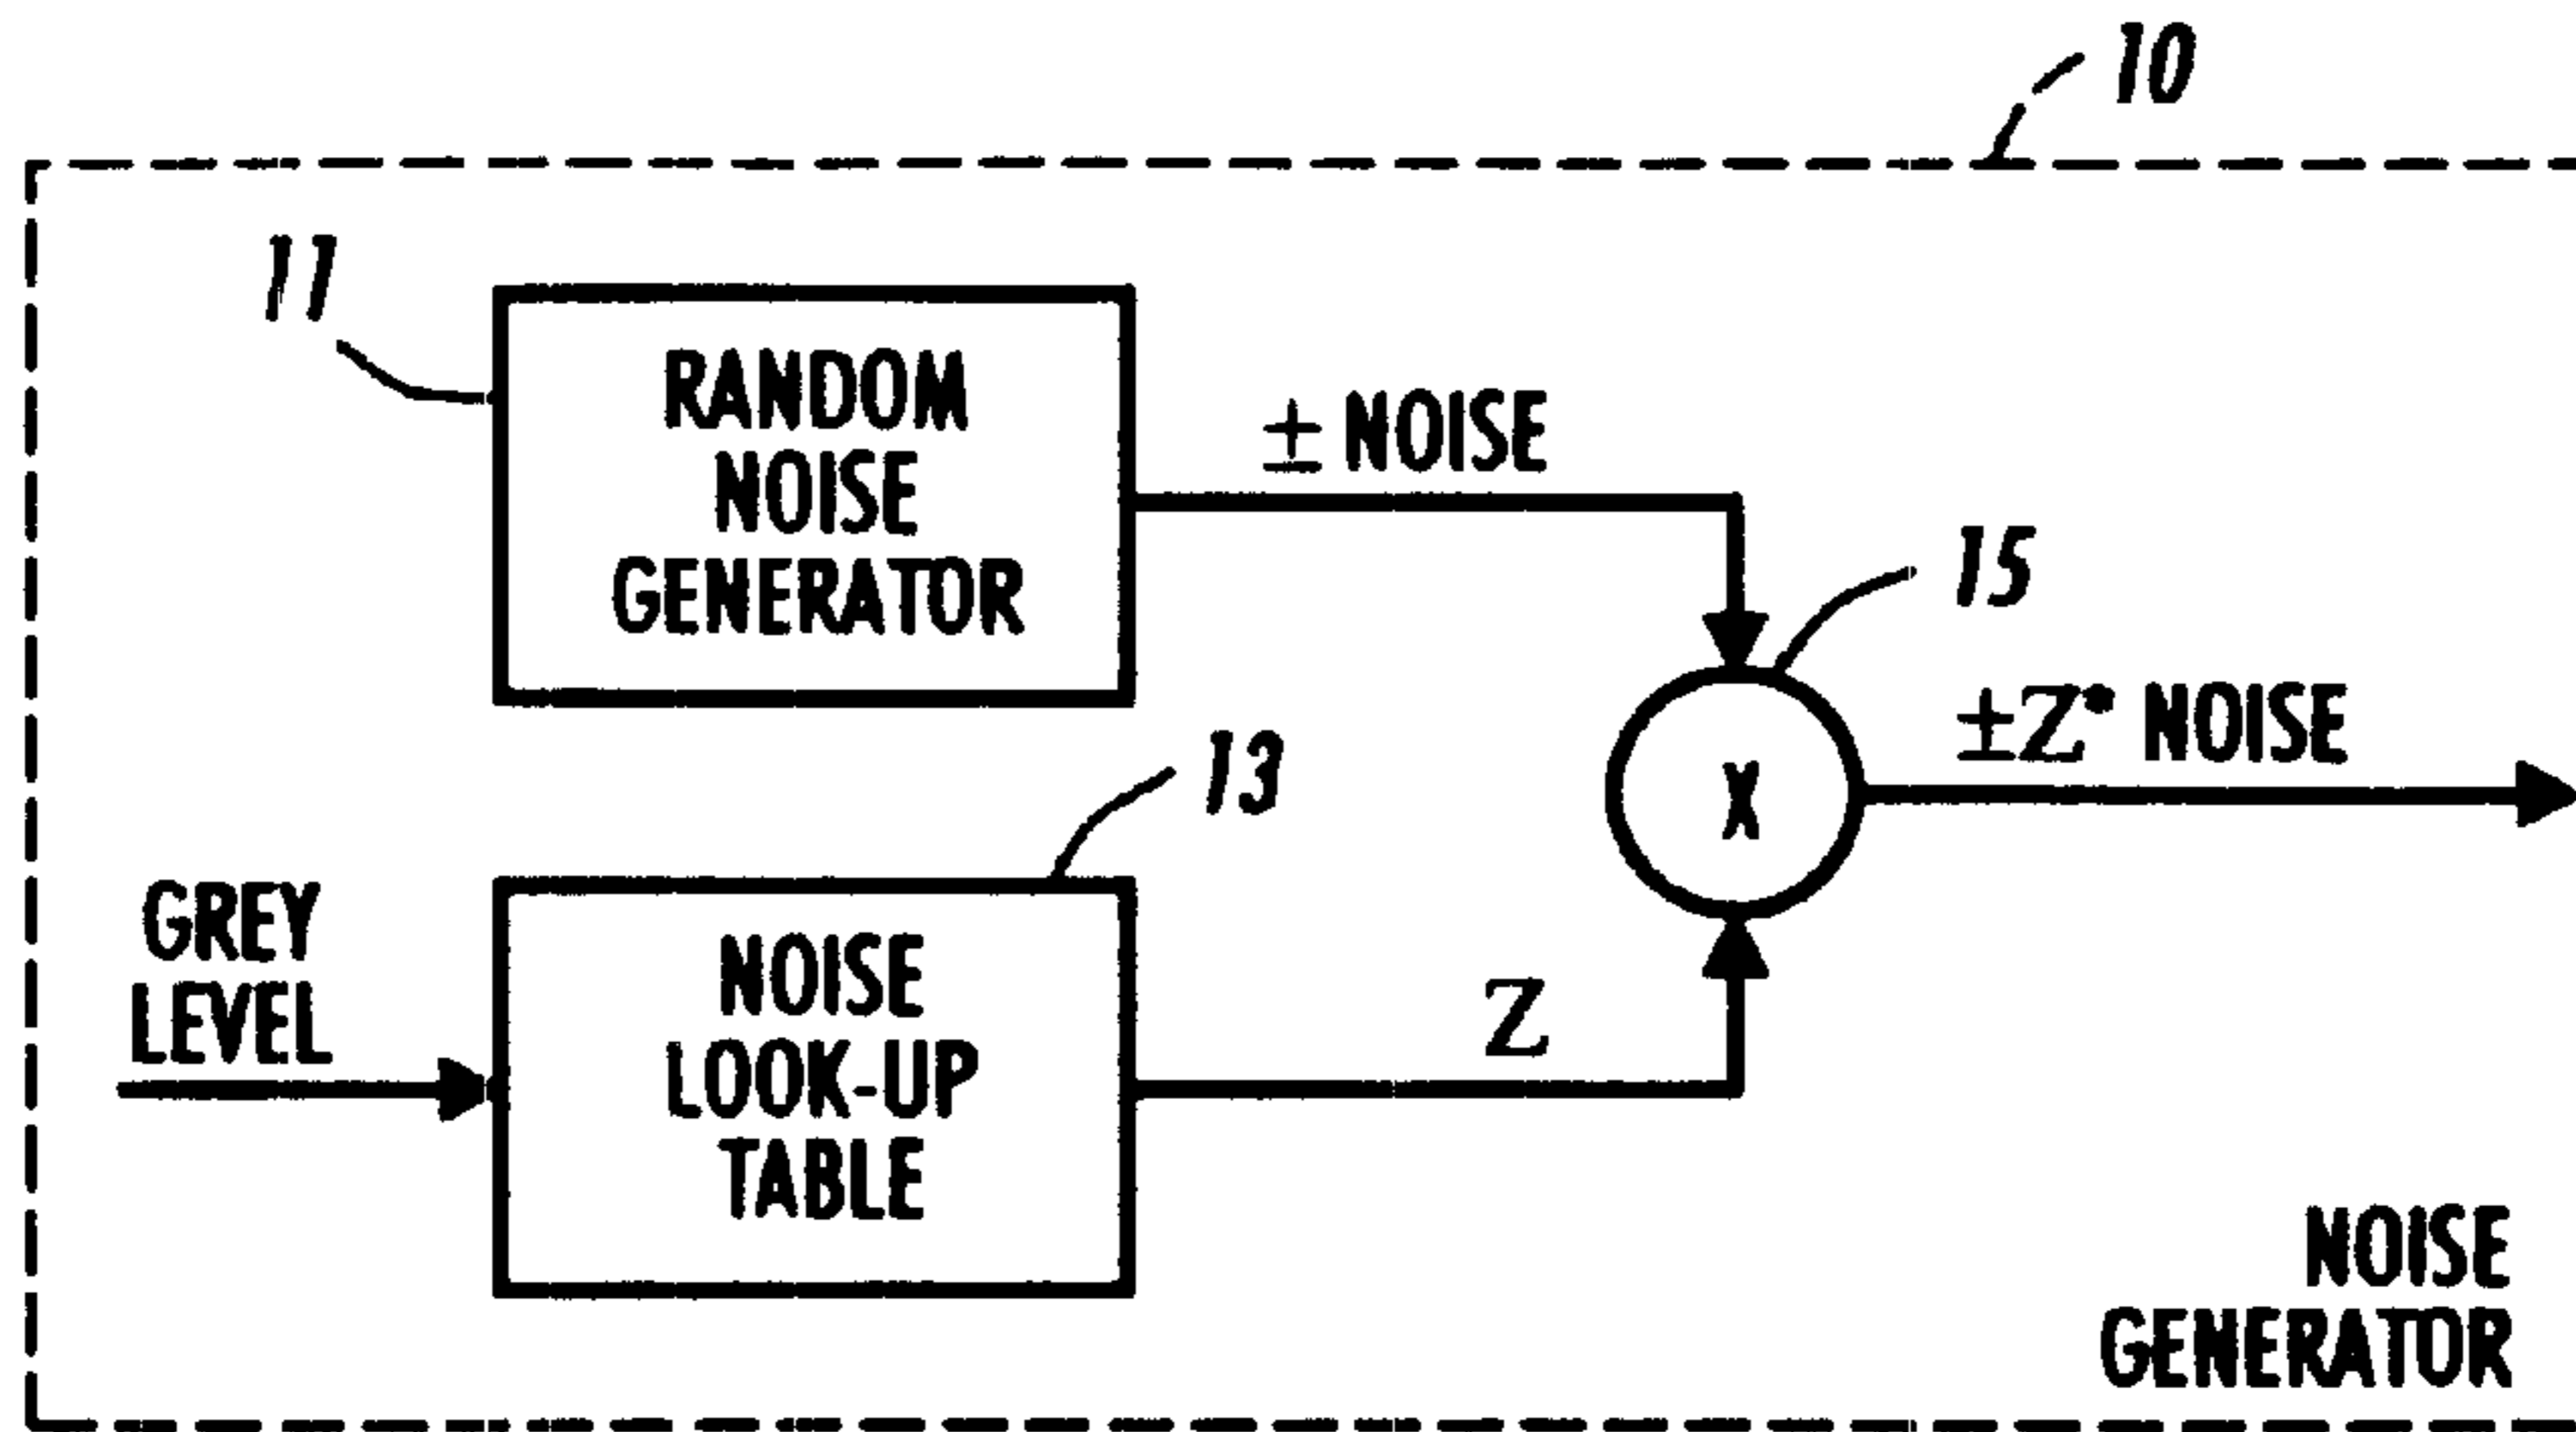 10
11
RANDOM
NOISE
GENERATOR
± NOISE
15
±Z* NOISE
X
13
GREY
LEVEL
NOISE
LOOK-UP
TABLE
Z
NOISE
GENERATOR